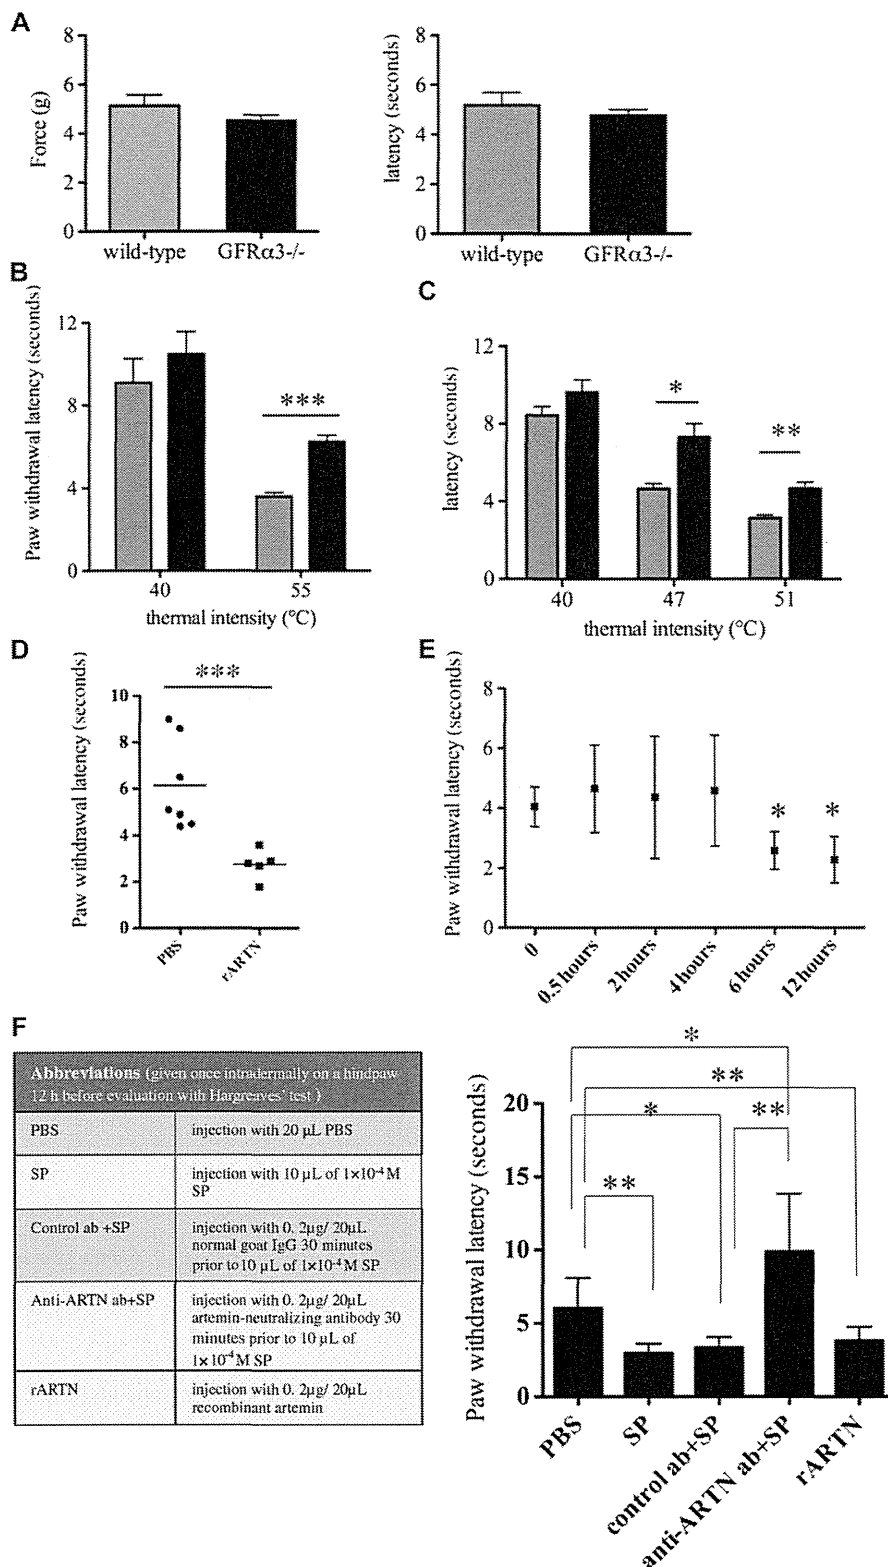 A
8
6
4
2
0
Force (g)
wild-type
GFRα3-/-
8
6
4
2
0
latency (seconds)
wild-type
GFRα3-/-
B
Paw withdrawal latency (seconds)
12
8
4
0
***
40
55
thermal intensity (°C)
C
latency (seconds)
12
8
4
0
*
**
40
47
51
thermal intensity (°C)
D
Paw withdrawal latency (seconds)
***
10
8
6
4
2
0
PBS
rARTN
E
Paw withdrawal latency (seconds)
8
6
4
2
0
*
*
0
0.5 hours
2 hours
4 hours
6 hours
12 hours
F
Abbreviations (given once intradermally on a hindpaw
12 h before evaluation with Hargreaves' test )
PBS
injection with 20 µL PBS
SP
injection with 10 µL of 1×10⁻⁴ M
SP
Control ab +SP
injection with 0. 2µg/ 20µL
normal goat IgG 30 minutes
prior to 10 µL of 1×10⁻⁴ M SP
Anti-ARTN ab+SP
injection with 0. 2µg/ 20µL
artemin-neutralizing antibody 30
minutes prior to 10 µL of
1× 10⁻⁴ M SP
rARTN
injection with 0. 2µg/ 20µL
recombinant artemin
Paw withdrawal latency (seconds)
*
**
*
**
**
20
15
10
5
0
PBS
SP
control ab+SP
anti-ARTN ab+SP
rARTN